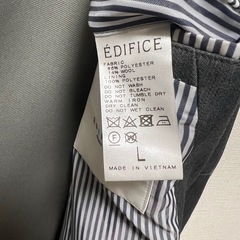 ÉDIFICE
FABRIC
POLYESTER
WOOL
LINING
100% POLYESTER
DO NOT WASH
DO NOT BLEACH
DO NOT TUMBLE DRY
WARM IRON
DRY CLEAN
DO NOT WET CLEAN
L
MADE IN VIETNAM